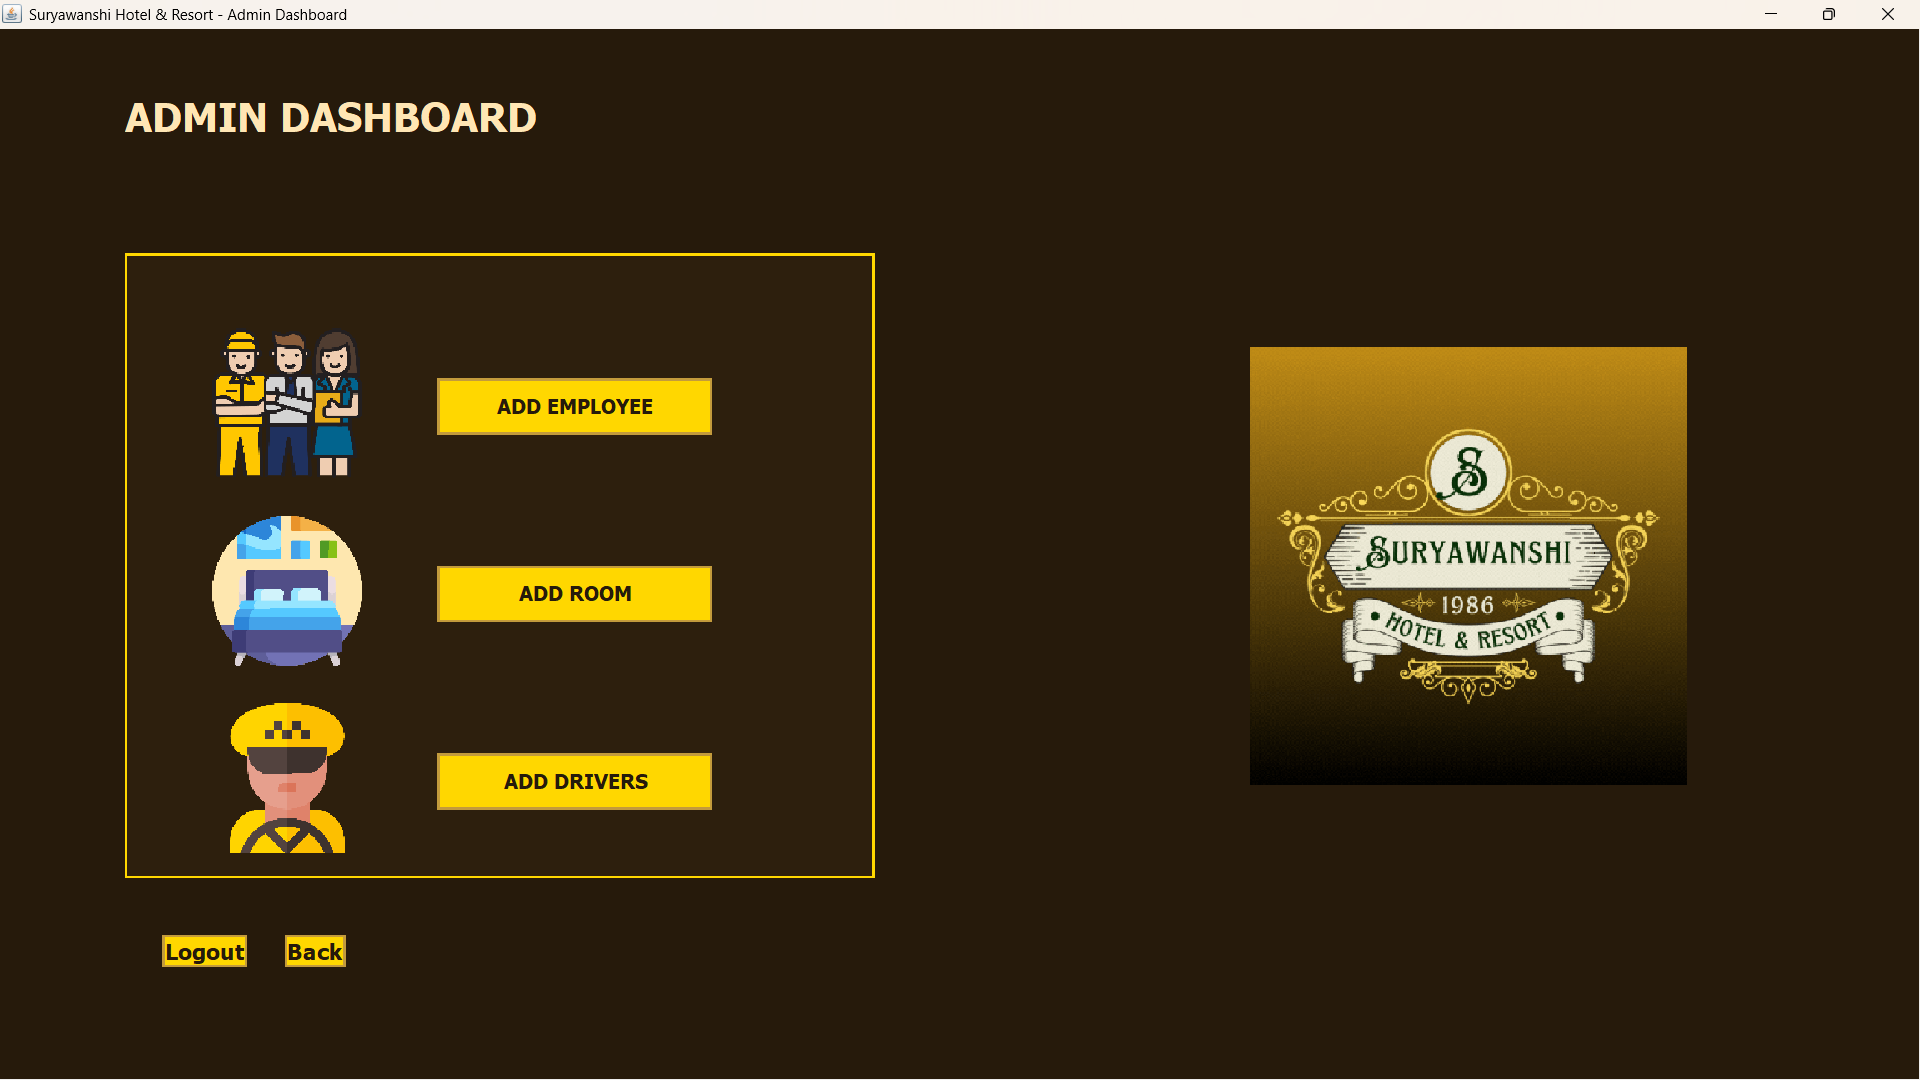 Suryawanshi Hotel & Resort - Admin Dashboard
ADMIN DASHBOARD
ADD EMPLOYEE
ADD ROOM
ADD DRIVERS
S
SURYAWANSHI
1986
HOTEL & RESORT
Logout
Back